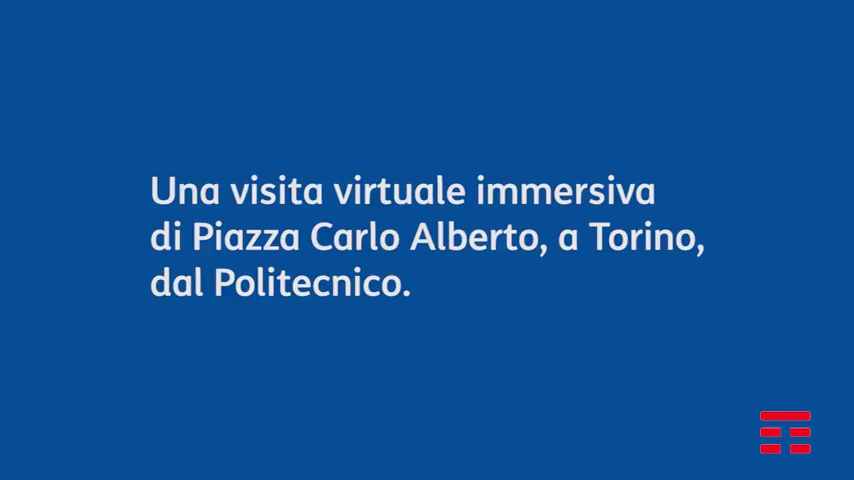 Una visita virtuale immersiva
di Piazza Carlo Alberto, a Torino,
dal Politecnico.